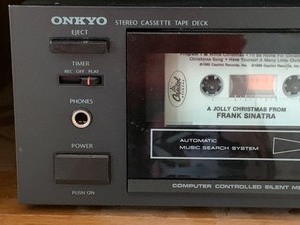 ONKYO STEREO CASSETTE TAPE DECK
EJECT
TIMER
REC OFF PLAY
PHONES
POWER
PUSH ON
Capitol
A JOLLY CHRISTMAS FROM
FRANK SINATRA
AUTOMATIC
MUSIC SEARCH SYSTEM
COMPUTER CONTROLLED SILENT